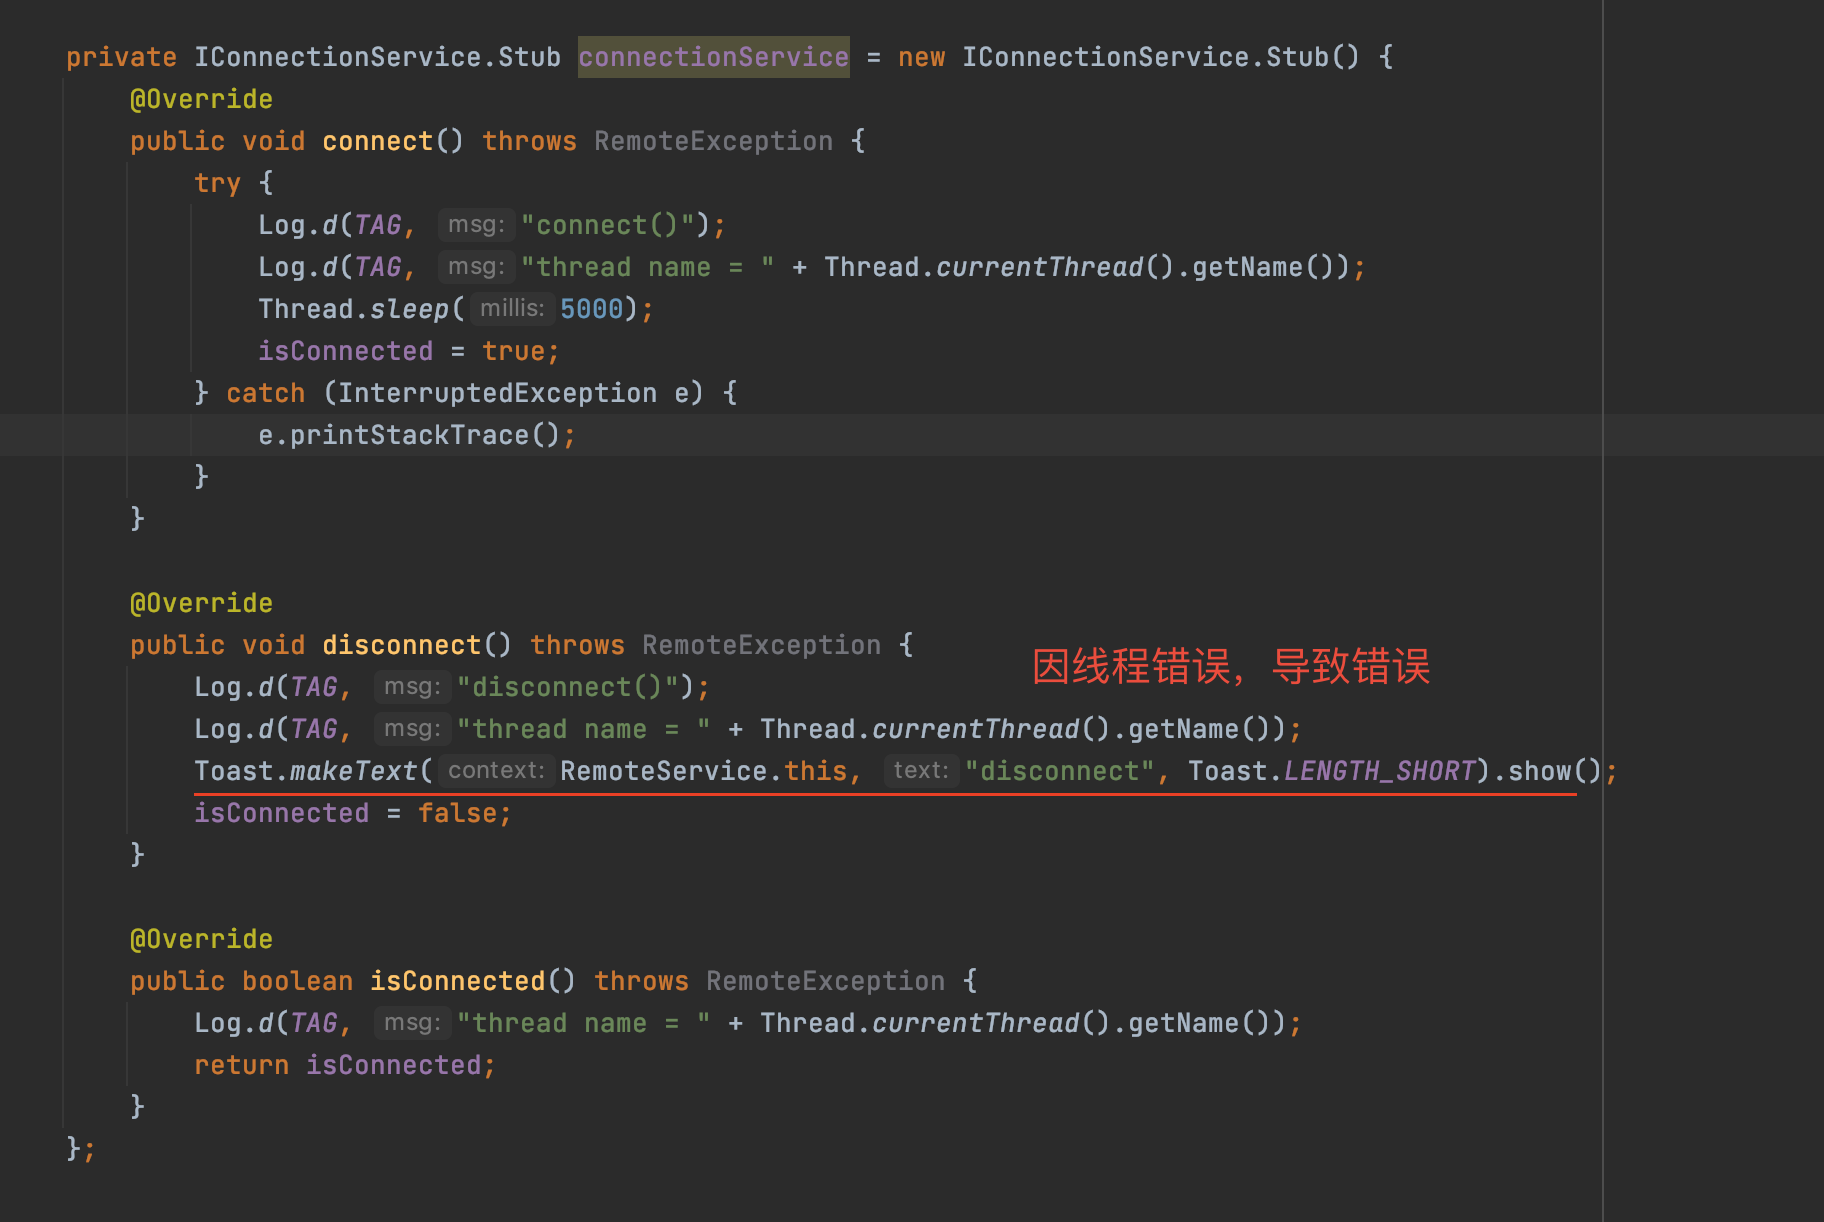 private IConnectionService.Stub connectionService = new IConnectionService.Stub() {
@Override
public void connect() throws RemoteException {
try {
Log.d(TAG, msg: "connect()");
Log.d(TAG, msg: "thread name = " + Thread.currentThread().getName());
Thread.sleep( millis: 5000);
isConnected = true;
} catch (InterruptedException e) {
e.printStackTrace();
}
}
@Override
public void disconnect() throws RemoteException {
因线程错误，导致错误
Log.d(TAG, msg: "disconnect()");
Log.d(TAG, msg: "thread name = " + Thread.currentThread().getName());
Toast.makeText( context: RemoteService.this, text: "disconnect", Toast.LENGTH_SHORT).show();
isConnected = false;
}
@Override
public boolean isConnected() throws RemoteException {
Log.d(TAG, msg: "thread name = " + Thread.currentThread().getName());
return isConnected;
}
};